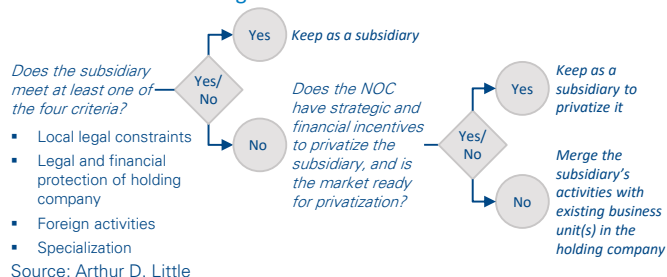 Does the subsidiary
meet at least one of
the four criteria?
▪ Local legal constraints
▪ Legal and financial
protection of holding
company
▪ Foreign activities
▪ Specialization
Yes/
No
Yes
Keep as a subsidiary
No
Does the NOC
have strategic and
financial incentives
to privatize the
subsidiary, and is
the market ready
for privatization?
Yes/
No
Yes
Keep as a
subsidiary to
privatize it
No
Merge the
subsidiary's
activities with
existing business
unit(s) in the
holding company
Source: Arthur D. Little